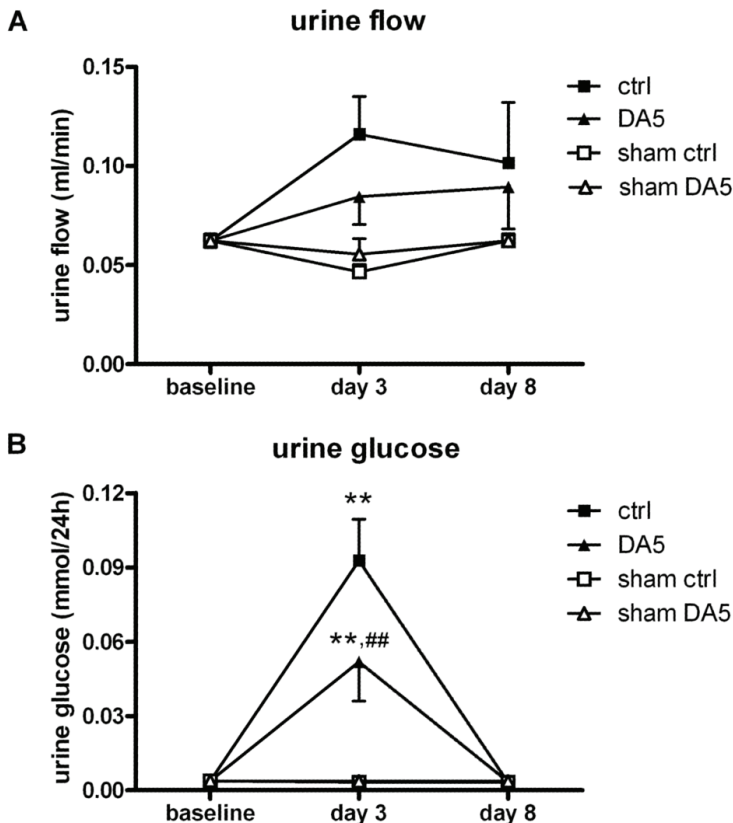 A
urine flow
urine flow (ml/min)
0.15
0.10
0.05
0.00
baseline
day 3
day 8
ctrl
DA5
sham ctrl
sham DA5
B
urine glucose
urine glucose (mmol/24h)
0.12
0.09
0.06
0.03
0.00
**
**,##
baseline
day 3
day 8
ctrl
DA5
sham ctrl
sham DA5